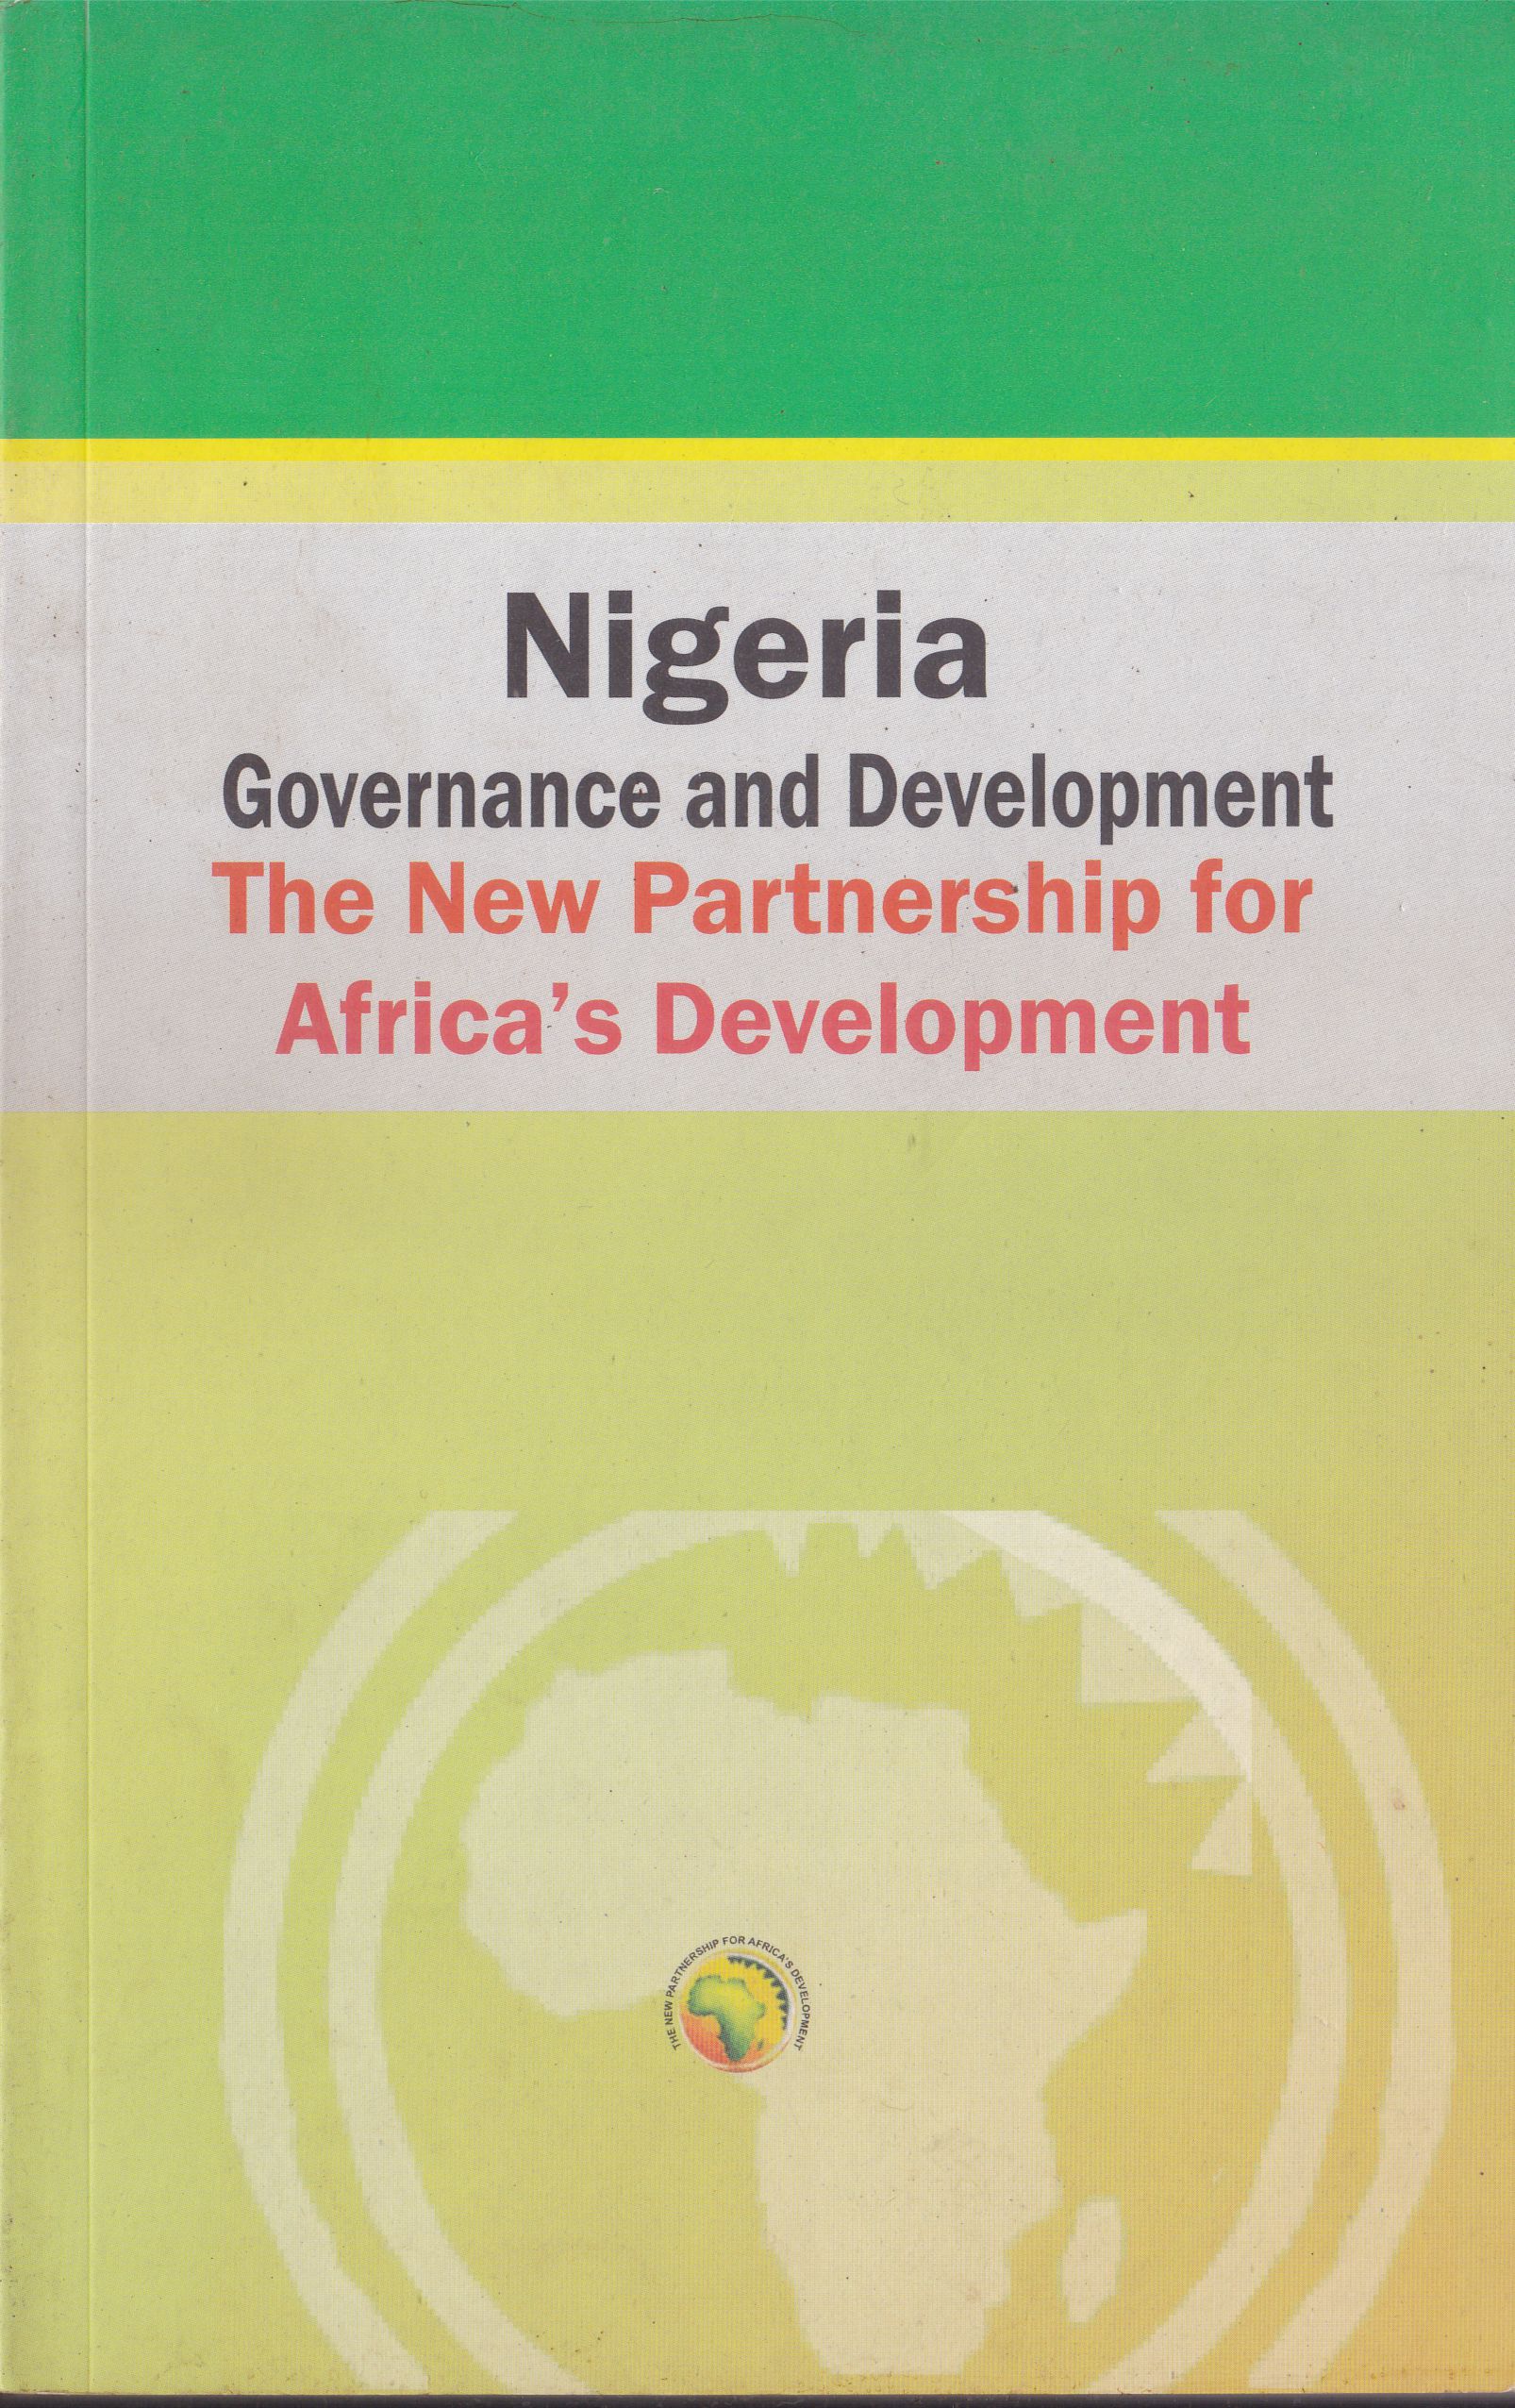 Nigeria
Governance and Development
The New Partnership for
Africa's Development
THE NEW PARTNERSHIP FOR AFRICA'S DEVELOPMENT